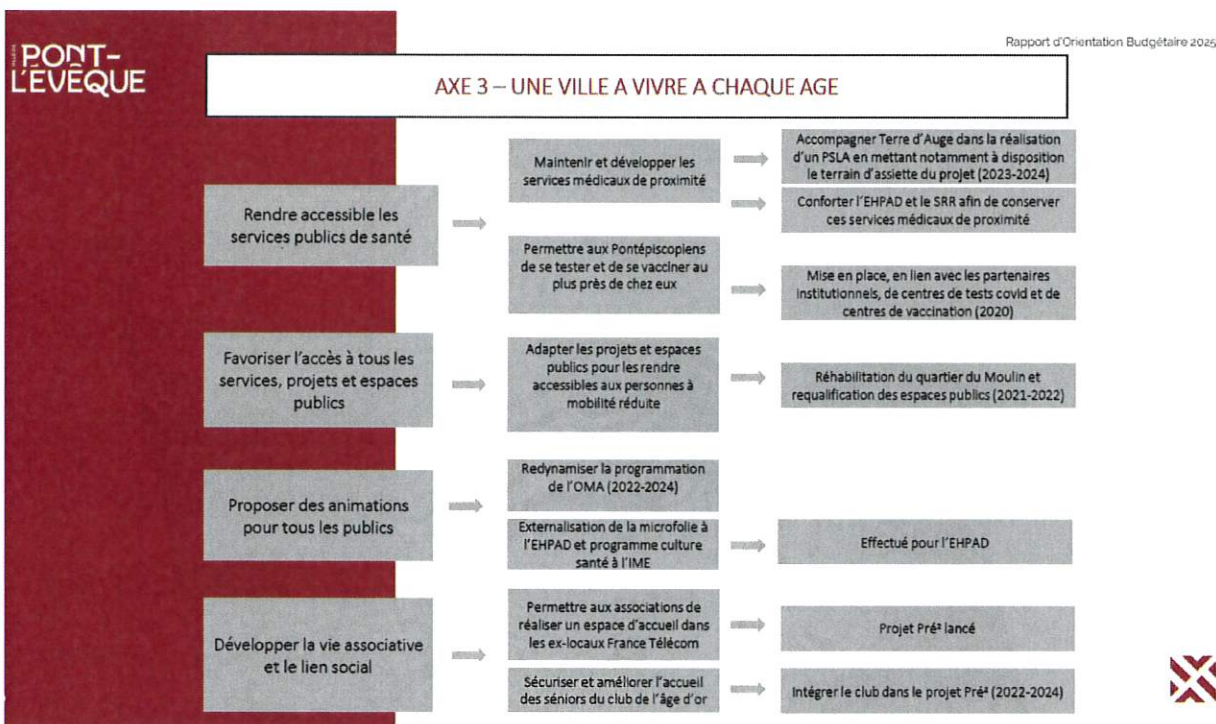 Rapport d'Orientation Budgétaire 2025
PONT-
L'ÉVÊQUE
AXE 3 – UNE VILLE A VIVRE A CHAQUE AGE
Rendre accessible les
services publics de santé
Maintenir et développer les
services médicaux de proximité
Accompagner Terre d'Auge dans la réalisation
d'un PSLA en mettant notamment à disposition
le terrain d'assiette du projet (2023-2024)
Conforter l'EHPAD et le SRR afin de conserver
ces services médicaux de proximité
Permettre aux Pontépiscopiens
de se tester et de se vacciner au
plus près de chez eux
Mise en place, en lien avec les partenaires
institutionnels, de centres de tests covid et de
centres de vaccination (2020)
Favoriser l'accès à tous les
services, projets et espaces
publics
Adapter les projets et espaces
publics pour les rendre
accessibles aux personnes à
mobilité réduite
Réhabilitation du quartier du Moulin et
requalification des espaces publics (2021-2022)
Proposer des animations
pour tous les publics
Redynamiser la programmation
de l'OMA (2022-2024)
Externalisation de la microfolie à
l'EHPAD et programme culture
santé à l'IME
Effectué pour l'EHPAD
Développer la vie associative
et le lien social
Permettre aux associations de
réaliser un espace d'accueil dans
les ex-locaux France Télécom
Projet Pré² lancé
Sécuriser et améliorer l'accueil
des séniors du club de l'âge d'or
Intégrer le club dans le projet Pré² (2022-2024)